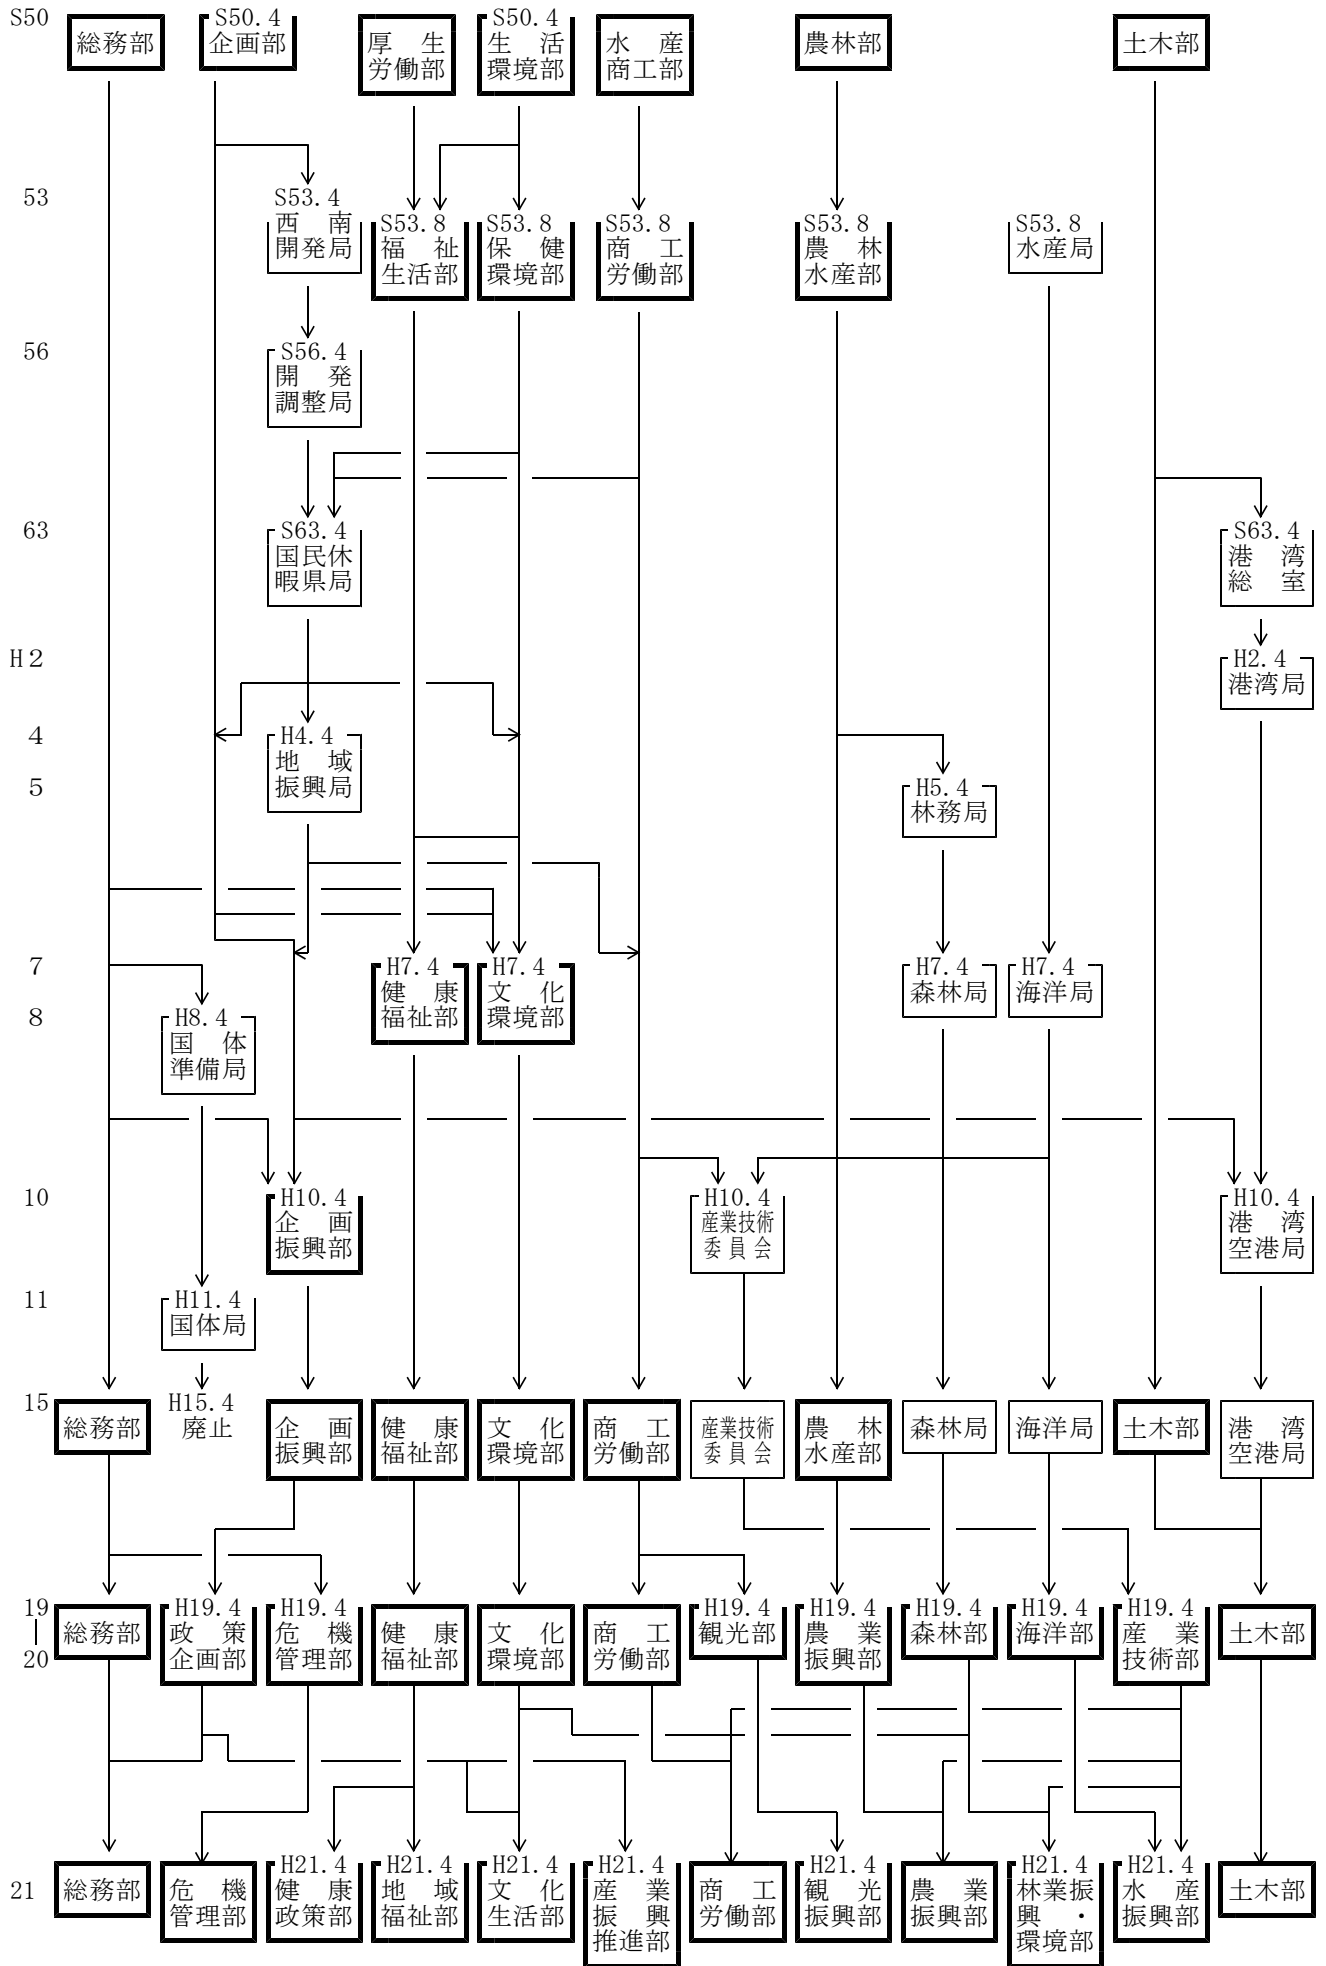 S50
総務部
S50.4
企画部
厚　生
労働部
S50.4
生　活
環境部
水　産
商工部
農林部
土木部
53
S53.4
西　南
開発局
S53.8
福　祉
生活部
S53.8
保　健
環境部
S53.8
商　工
労働部
S53.8
農　林
水産部
S53.8
水産局
56
S56.4
開　発
調整局
63
S63.4
国民休
暇県局
S63.4
港　湾
総　室
H２
H2.4
港湾局
４
H4.4
地　域
振興局
５
H5.4
林務局
７
H7.4
健　康
福祉部
H7.4
文　化
環境部
H7.4
森林局
H7.4
海洋局
８
H8.4
国　体
準備局
10
H10.4
企　画
振興部
H10.4
産業技術
委員会
H10.4
港　湾
空港局
11
H11.4
国体局
15
総務部
H15.4
廃止
企　画
振興部
健　康
福祉部
文　化
環境部
商　工
労働部
産業技術
委員会
農　林
水産部
森林局
海洋局
土木部
港　湾
空港局
19
|
20
総務部
H19.4
政　策
企画部
H19.4
危　機
管理部
健　康
福祉部
文　化
環境部
商　工
労働部
H19.4
観光部
H19.4
農　業
振興部
H19.4
森林部
H19.4
海洋部
H19.4
産　業
技術部
土木部
21
総務部
危　機
管理部
H21.4
健　康
政策部
H21.4
地　域
福祉部
H21.4
文　化
生活部
H21.4
産　業
振　興
推進部
商　工
労働部
H21.4
観　光
振興部
農　業
振興部
H21.4
林業振
興　・
環境部
H21.4
水　産
振興部
土木部